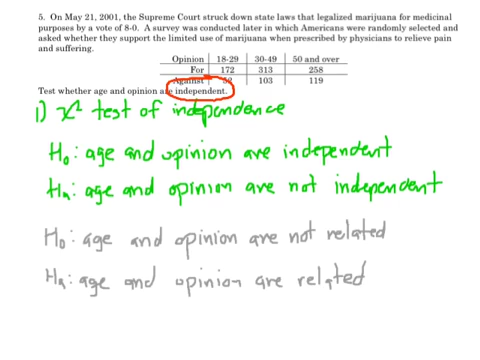 5. On May 21, 2001, the Supreme Court struck down state laws that legalized marijuana for medicinal
purposes by a vote of 8-0. A survey was conducted later in which Americans were randomly selected and
asked whether they support the limited use of marijuana when prescribed by physicians to relieve pain
and suffering.
Opinion 18-29 30-49 50 and over
For 172 313 258
Against 103 119
Test whether age and opinion are independent.
1) χ² test of independence
H₀: age and opinion are independent
Hₐ: age and opinion are not independent
H₀: age and opinion are not related
Hₐ: age and opinion are related